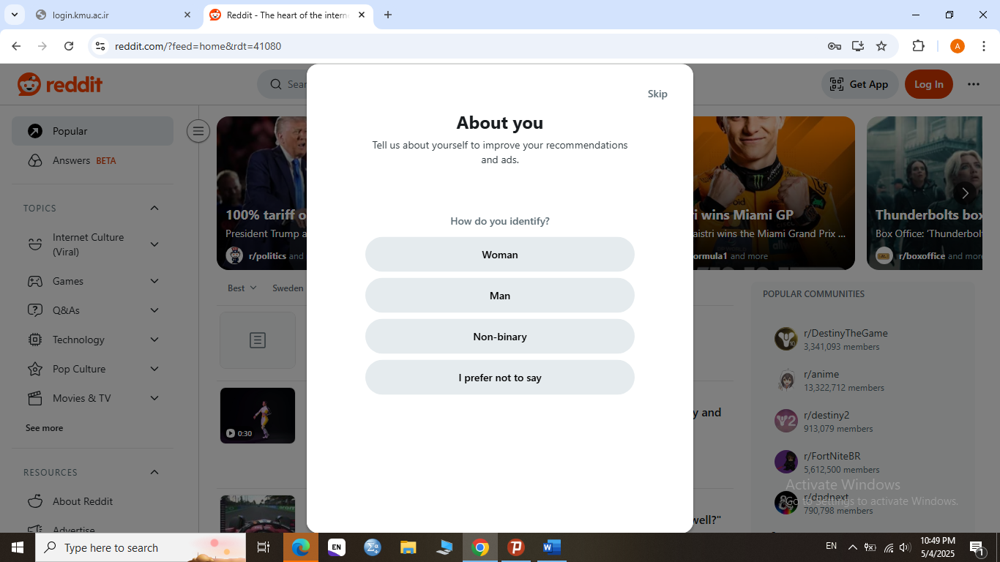 login.kmu.ac.ir
Reddit - The heart of the interne
reddit.com/?feed=home&rdt=41080
A
reddit
Sear
Get App
Log In
Skip
About you
Tell us about yourself to improve your recommendations
and ads.
How do you identify?
Woman
Man
Non-binary
I prefer not to say
Popular
Answers BETA
TOPICS
Internet Culture
(Viral)
Games
Q&As
Technology
Pop Culture
Movies & TV
See more
RESOURCES
About Reddit
Advertise
100% tariff o
President Trump a
r/politics and
i wins Miami GP
iastri wins the Miami Grand Prix ...
ormula1 and more
Thunderbolts box
Box Office: 'Thunderbolt
r/boxoffice and more
Best
Sweden
0:30
y and
well?"
POPULAR COMMUNITIES
r/DestinyTheGame
3,341,093 members
r/anime
13,322,712 members
r/destiny2
913,079 members
r/FortNiteBR
5,612,500 members
r/dndnext
790,798 members
Activate Windows
Go to Settings to activate Windows.
Type here to search
EN
EN
10:49 PM
5/4/2025
1